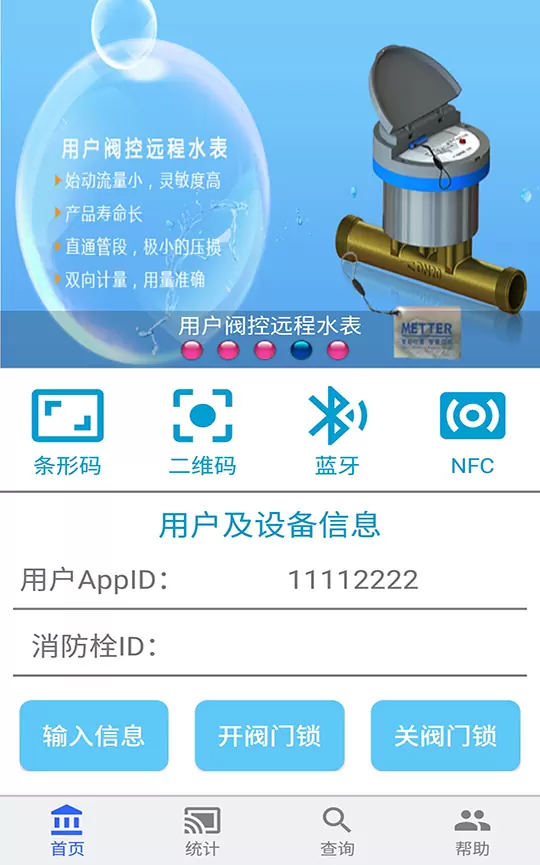 用户阀控远程水表
始动流量小，灵敏度高
产品寿命长
直通管段，极小的压损
双向计量，用量准确
DN20
用户阀控远程水表
METTER
条形码
二维码
蓝牙
NFC
用户及设备信息
用户AppID：
11112222
消防栓ID：
输入信息
开阀门锁
关阀门锁
首页
统计
查询
帮助